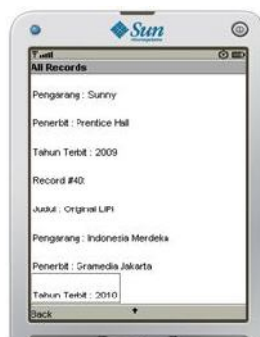 Sun
All Records
Pengarang : Sunny
Penerbit : Prentice Hall
Tahun Terbit : 2009
Record #40:
Judul : Original LIPI
Pengarang : Indonesia Merdeka
Penerbit : Gramedia Jakarta
Tahun Terbit : 2010
Back